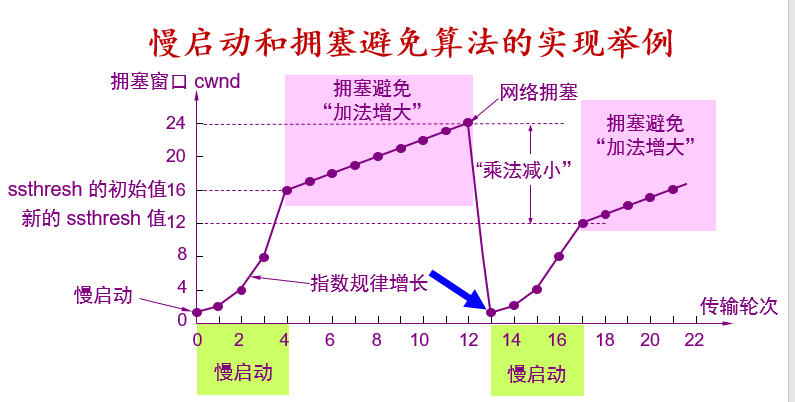 慢启动和拥塞避免算法的实现举例
拥塞窗口 cwnd
拥塞避免
“加法增大”
网络拥塞
拥塞避免
“加法增大”
“乘法减小”
24
20
ssthresh 的初始值16
新的 ssthresh 值12
8
4
0
慢启动
指数规律增长
传输轮次
0 2 4 6 8 10 12 14 16 18 20 22
慢启动
慢启动